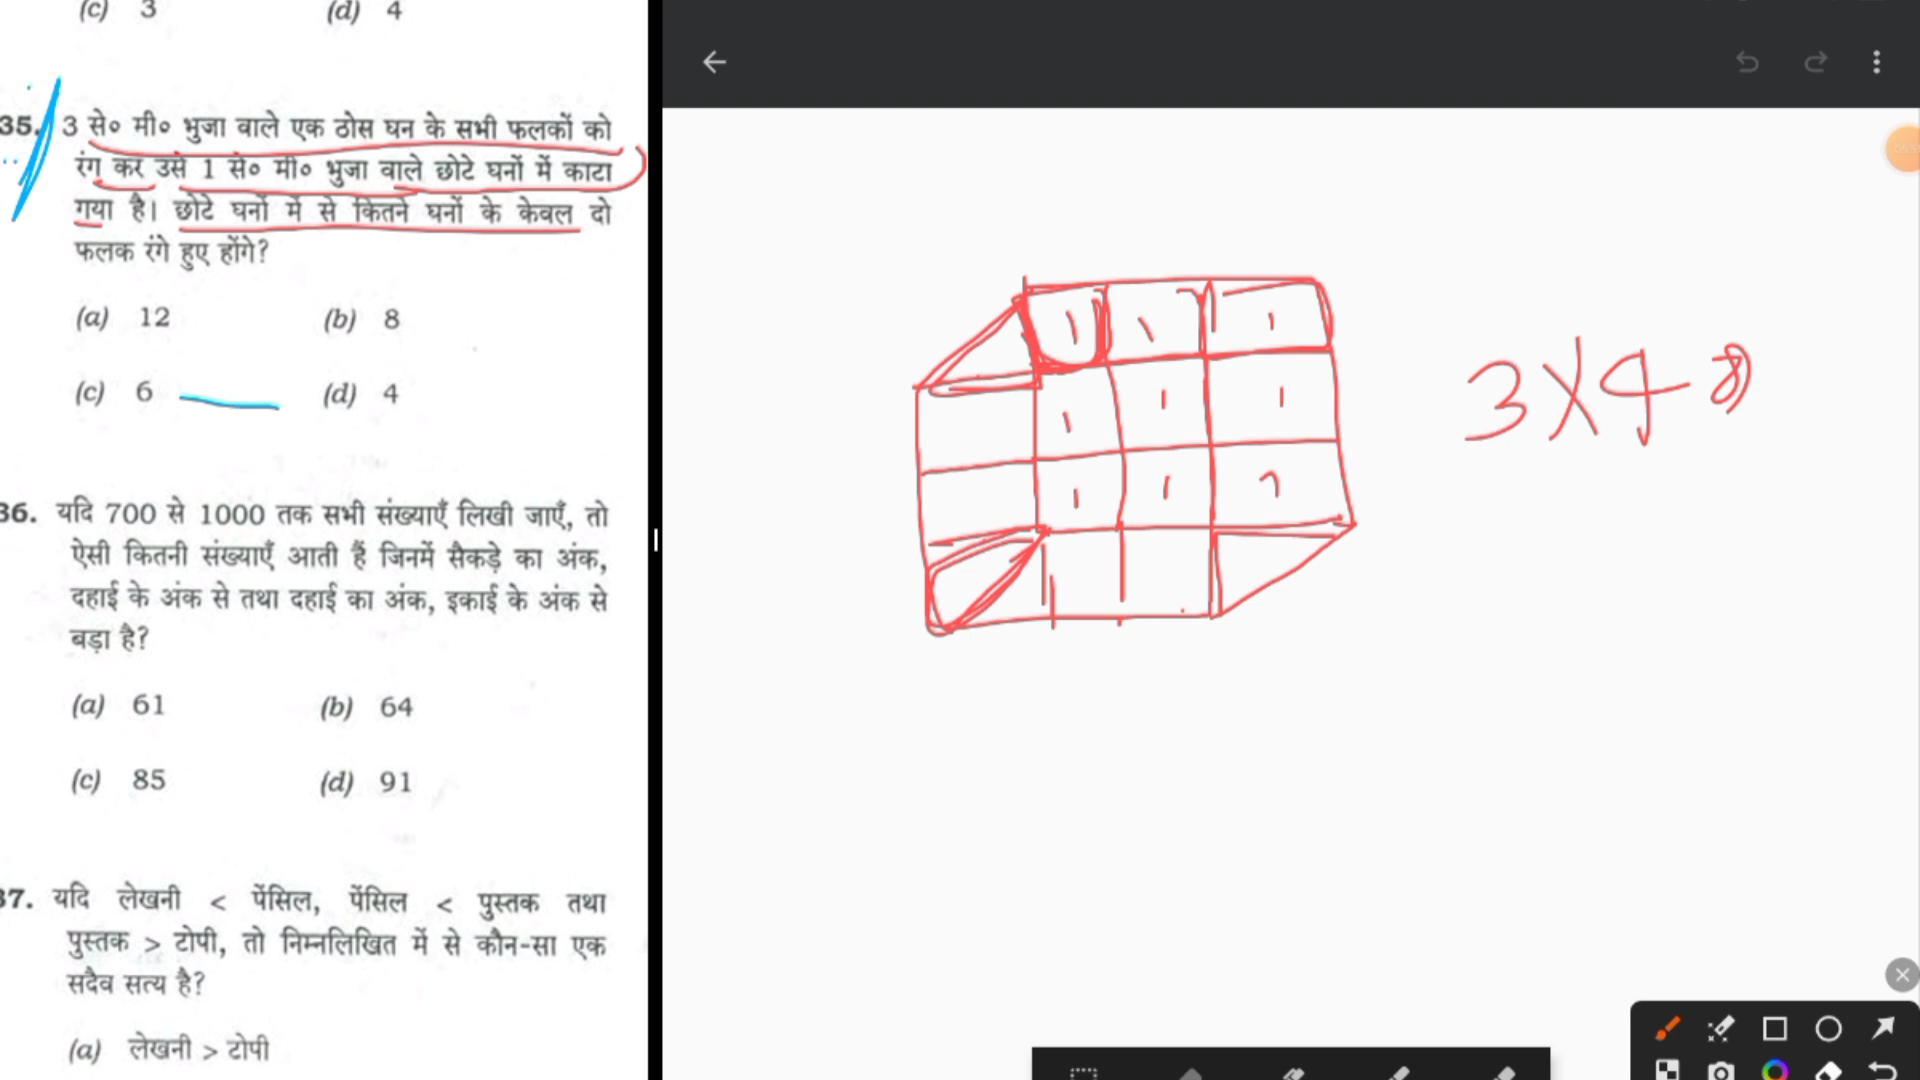 (c) 3 (d) 4
35. 3 से० मी० भुजा वाले एक ठोस घन के सभी फलकों को
रंग कर उसे 1 से० मी० भुजा वाले छोटे घनों में काटा
गया है। छोटे घनों में से कितने घनों के केवल दो
फलक रंगे हुए होंगे?
(a) 12 (b) 8
(c) 6 (d) 4
36. यदि 700 से 1000 तक सभी संख्याएँ लिखी जाएँ, तो
ऐसी कितनी संख्याएँ आती हैं जिनमें सैकड़े का अंक,
दहाई के अंक से तथा दहाई का अंक, इकाई के अंक से
बड़ा है?
(a) 61 (b) 64
(c) 85 (d) 91
37. यदि लेखनी < पेंसिल, पेंसिल < पुस्तक तथा
पुस्तक > टोपी, तो निम्नलिखित में से कौन-सा एक
सदैव सत्य है?
(a) लेखनी > टोपी
3X4